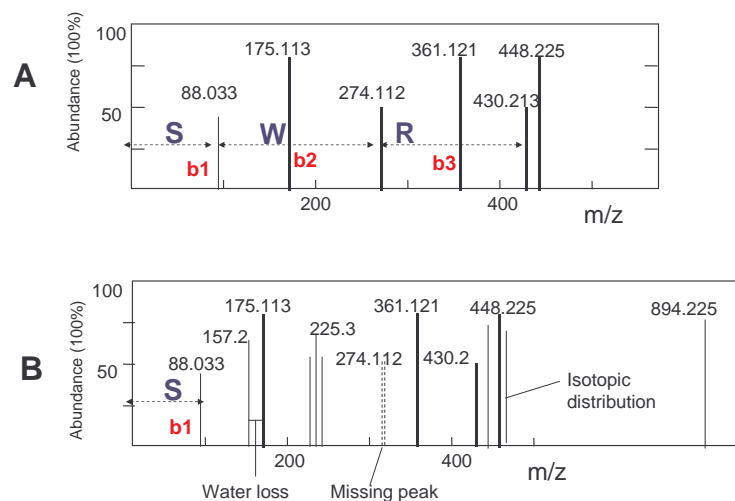 A
Abundance (100%)
100
50
175.113
361.121
448.225
88.033
274.112
430.213
S
W
R
b1
b2
b3
200
400
m/z
B
Abundance (100%)
100
50
175.113
361.121
448.225
894.225
157.2
225.3
88.033
274.112
430.2
S
b1
Isotopic
distribution
200
400
m/z
Water loss
Missing peak